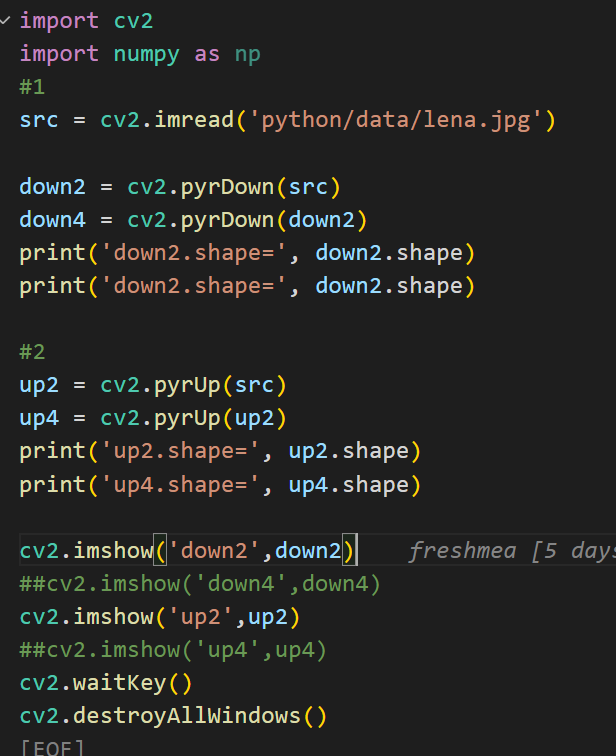 import cv2
import numpy as np
#1
src = cv2.imread('python/data/lena.jpg')
down2 = cv2.pyrDown(src)
down4 = cv2.pyrDown(down2)
print('down2.shape=', down2.shape)
print('down2.shape=', down2.shape)
#2
up2 = cv2.pyrUp(src)
up4 = cv2.pyrUp(up2)
print('up2.shape=', up2.shape)
print('up4.shape=', up4.shape)
cv2.imshow('down2',down2) freshmea [5 days
##cv2.imshow('down4',down4)
cv2.imshow('up2',up2)
##cv2.imshow('up4',up4)
cv2.waitKey()
cv2.destroyAllWindows()
[EOF]